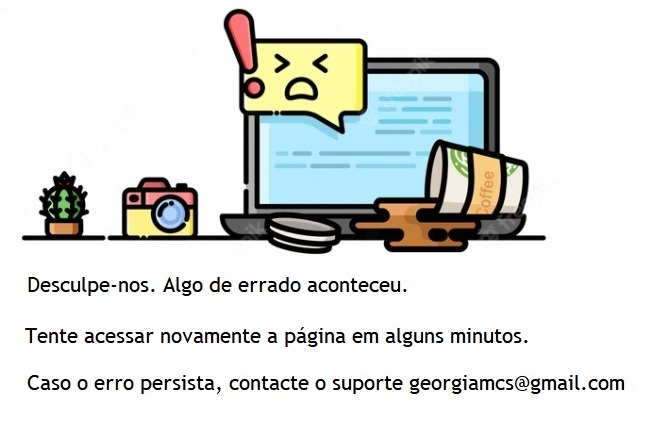 Coffee
Desculpe-nos. Algo de errado aconteceu.
Tente acessar novamente a página em alguns minutos.
Caso o erro persista, contacte o suporte georgiamcs@gmail.com